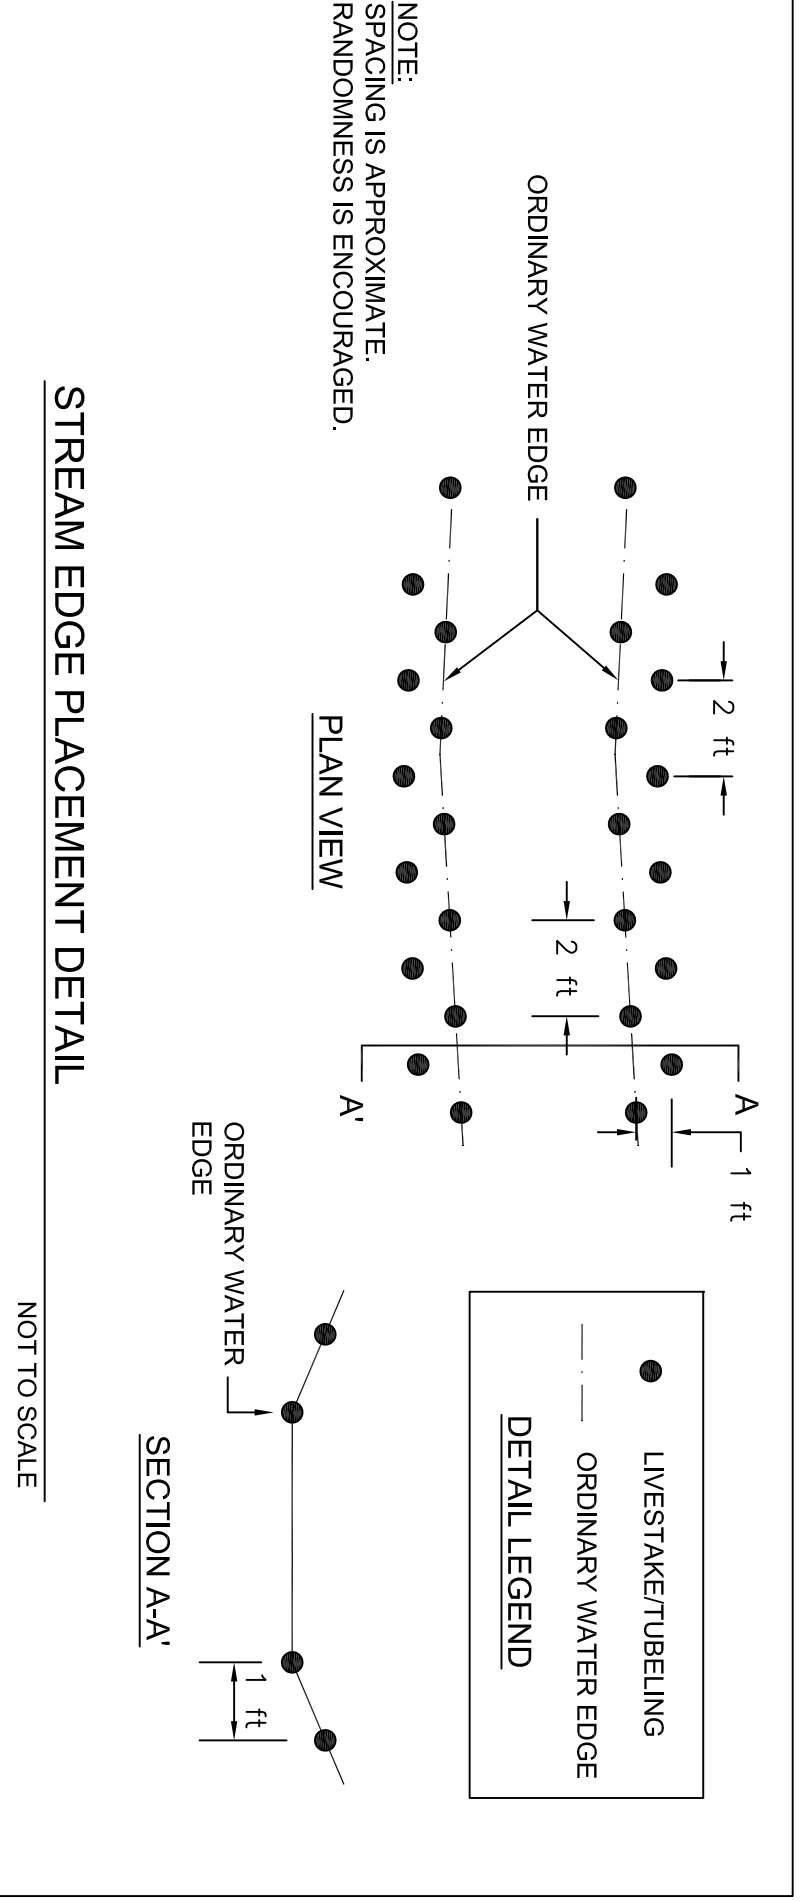 A
1 ft
2 ft
2 ft
A'
ORDINARY WATER EDGE
PLAN VIEW
NOTE:
SPACING IS APPROXIMATE.
RANDOMNESS IS ENCOURAGED.
LIVESTAKE/TUBELING
ORDINARY WATER EDGE
DETAIL LEGEND
ORDINARY WATER
EDGE
1 ft
SECTION A-A'
STREAM EDGE PLACEMENT DETAIL
NOT TO SCALE